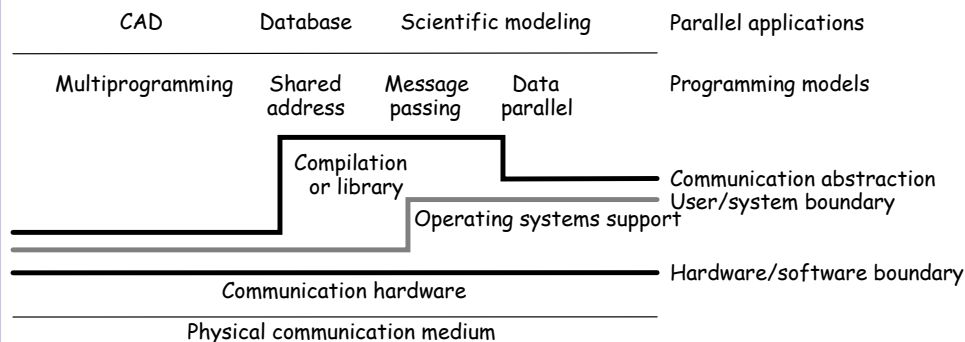 CAD Database Scientific modeling Parallel applications
Multiprogramming Shared address Message passing Data parallel Programming models
Compilation or library
Communication abstraction
User/system boundary
Operating systems support
Hardware/software boundary
Communication hardware
Physical communication medium